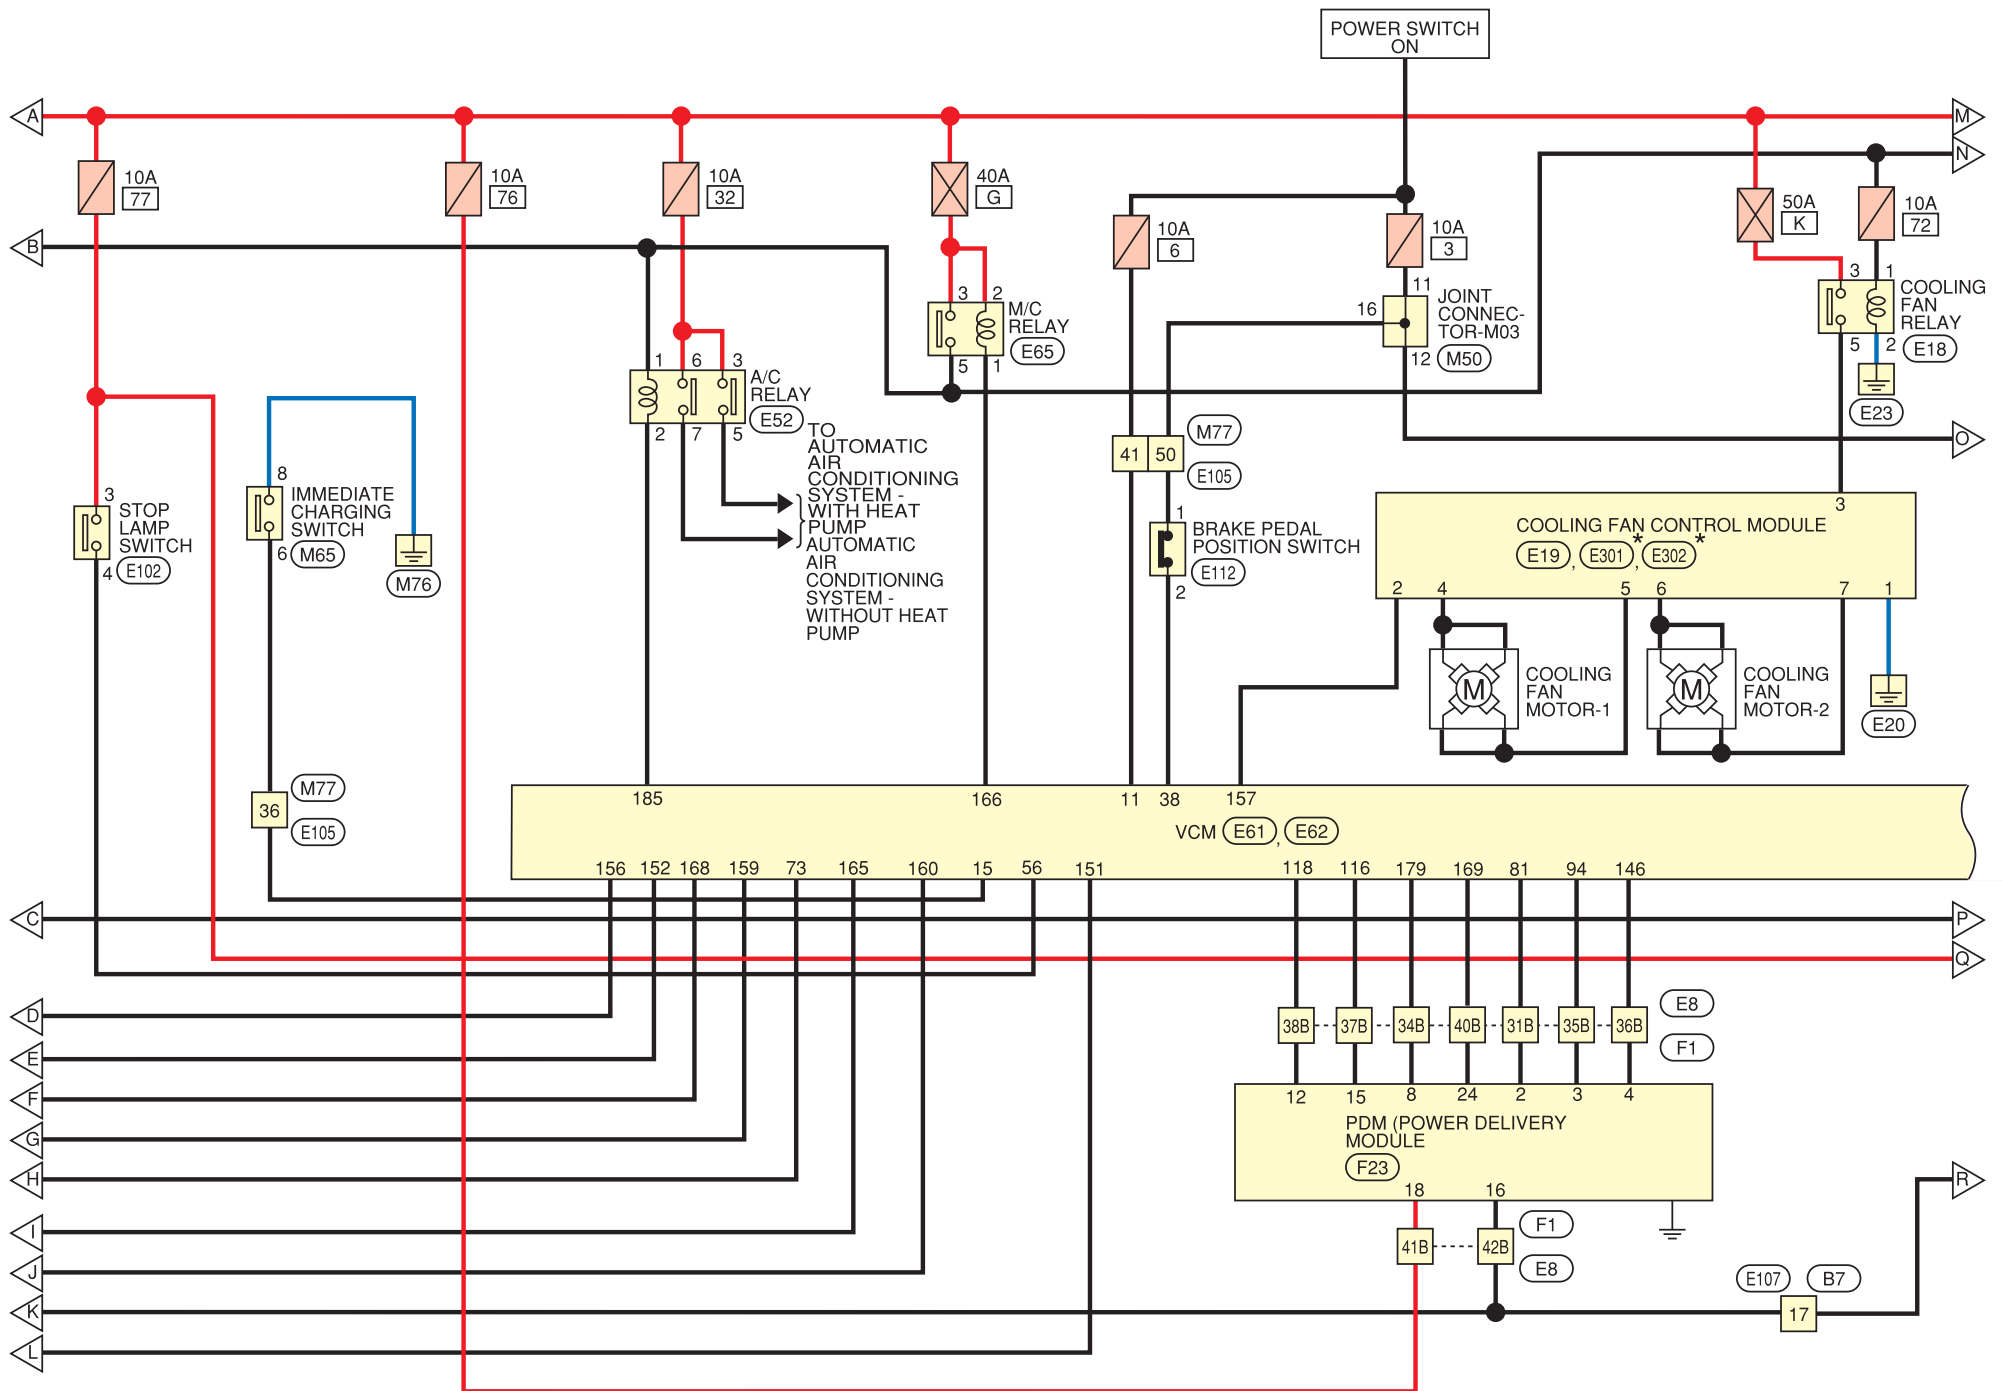 POWER SWITCH
ON
A
M
N
10A
77
10A
76
10A
32
40A
G
10A
6
10A
3
50A
K
10A
72
B
3 2
M/C
RELAY
E65
5 1
11
16
12
JOINT
CONNEC-
TOR-M03
M50
3 1
COOLING
FAN
RELAY
E18
5 2
E23
1 6 3
A/C
RELAY
E52
2 7 5
TO
AUTOMATIC
AIR
CONDITIONING
SYSTEM -
WITH HEAT
PUMP
AUTOMATIC
AIR
CONDITIONING
SYSTEM -
WITHOUT HEAT
PUMP
M77
41 50
E105
O
3
STOP
LAMP
SWITCH
E102
4
8
IMMEDIATE
CHARGING
SWITCH
M65
6
M76
1
BRAKE PEDAL
POSITION SWITCH
E112
2
3
COOLING FAN CONTROL MODULE
E19 , E301 * , E302 *
2 4 5 6 7 1
M
COOLING
FAN
MOTOR-1
M
COOLING
FAN
MOTOR-2
E20
M77
36
E105
185 166 11 38 157
VCM E61 , E62
156 152 168 159 73 165 160 15 56 151 118 116 179 169 81 94 146
C
P
Q
D
E
F
G
H
I
J
K
L
E8
38B 37B 34B 40B 31B 35B 36B
F1
12 15 8 24 2 3 4
PDM (POWER DELIVERY
MODULE
F23
18 16
F1
41B 42B
E8
E107 B7
17
R